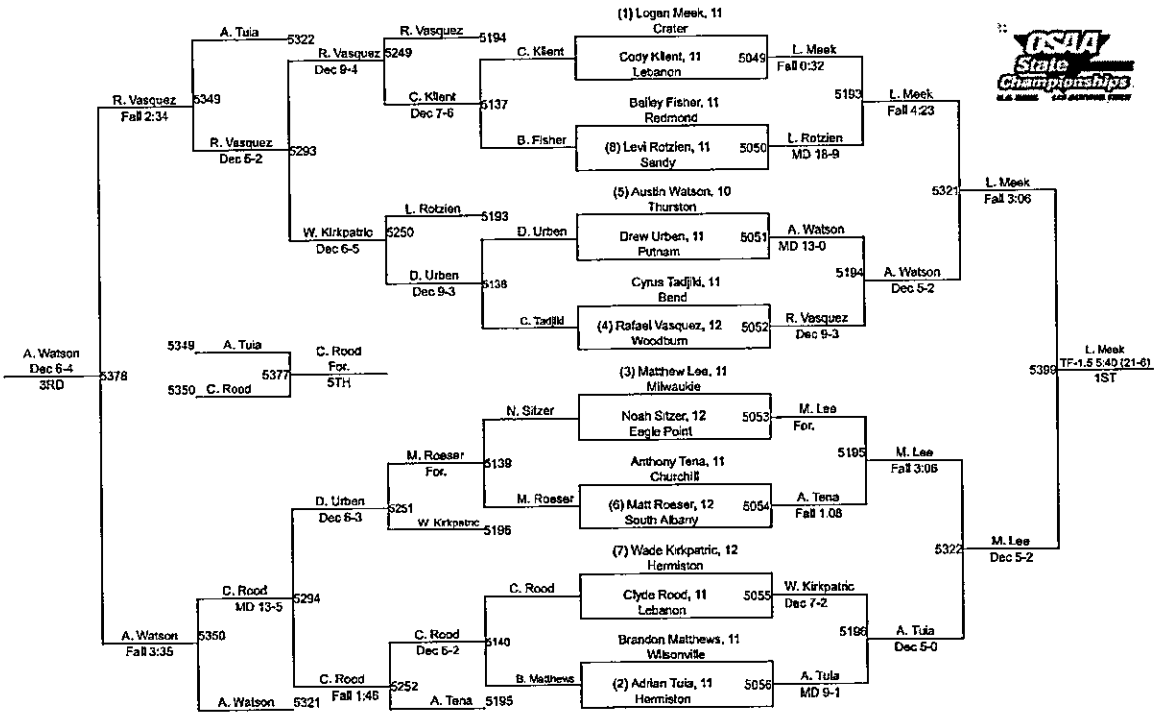 OSAA
State
Championships
(1) Logan Meek, 11
Crater
Cody Klient, 11
Lebanon
5049
L. Meek
Fall 0:32
Bailey Fisher, 11
Redmond
(8) Levi Rotzien, 11
Sandy
5050
L. Rotzien
MD 18-9
5193
L. Meek
Fall 4:23
(5) Austin Watson, 10
Thurston
Drew Urben, 11
Putnam
5051
A. Watson
MD 13-0
Cyrus Tadjiki, 11
Bend
(4) Rafael Vasquez, 12
Woodburn
5052
R. Vasquez
Dec 9-3
5194
A. Watson
Dec 5-2
5321
L. Meek
Fall 3:06
(3) Matthew Lee, 11
Milwaukie
Noah Sitzer, 12
Eagle Point
5053
M. Lee
For.
Anthony Tena, 11
Churchill
(6) Matt Roeser, 12
South Albany
5054
A. Tena
Fall 1:08
5195
M. Lee
Fall 3:06
(7) Wade Kirkpatric, 12
Hermiston
Clyde Rood, 11
Lebanon
5055
W. Kirkpatric
Dec 7-2
Brandon Matthews, 11
Wilsonville
(2) Adrian Tuia, 11
Hermiston
5056
A. Tuia
MD 9-1
5196
A. Tuia
Dec 5-0
5322
M. Lee
Dec 5-2
5399
L. Meek
TF-1.5 5:40 (21-6)
1ST
C. Klient
B. Fisher
5137
C. Klient
Dec 7-6
R. Vasquez
5194
5249
R. Vasquez
Dec 9-4
D. Urben
C. Tadjiki
5138
D. Urben
Dec 9-3
L. Rotzien
5193
5250
W. Kirkpatric
Dec 6-5
5293
R. Vasquez
Dec 6-2
A. Tuia
5322
5349
R. Vasquez
Fall 2:34
A. Watson
Dec 6-4
3RD
5378
5349
A. Tuia
5350
C. Rood
5377
C. Rood
For.
5TH
N. Sitzer
M. Roeser
5139
M. Roeser
For.
W. Kirkpatric
5196
5251
D. Urben
Dec 6-3
C. Rood
B. Matthews
5140
C. Rood
Dec 6-2
A. Tena
5195
5252
C. Rood
Fall 1:46
5294
C. Rood
MD 13-5
A. Watson
5321
5350
A. Watson
Fall 3:35